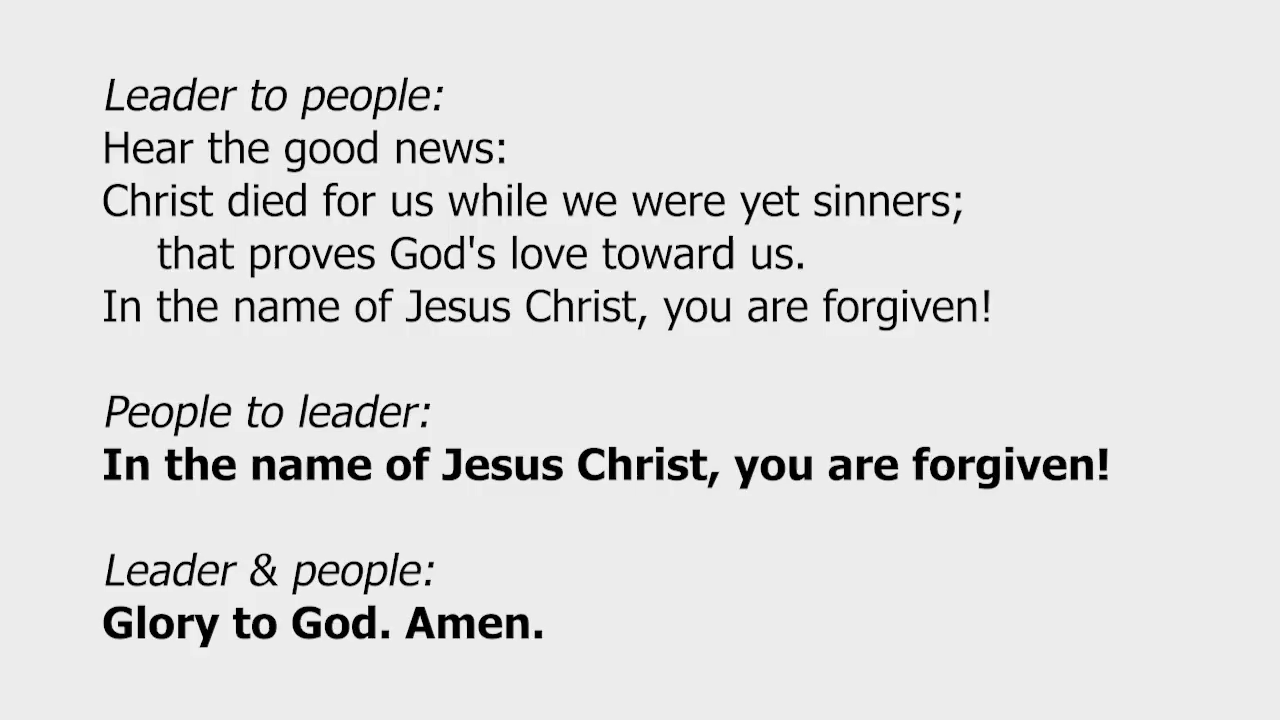 Leader to people:
Hear the good news:
Christ died for us while we were yet sinners;
that proves God's love toward us.
In the name of Jesus Christ, you are forgiven!
People to leader:
In the name of Jesus Christ, you are forgiven!
Leader & people:
Glory to God. Amen.